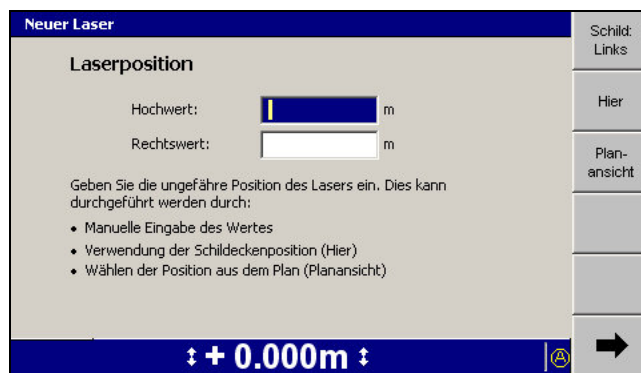 Neuer Laser
Laserposition
Hochwert: m
Rechtswert: m
Geben Sie die ungefähre Position des Lasers ein. Dies kann
durchgeführt werden durch:
• Manuelle Eingabe des Wertes
• Verwendung der Schildeckenposition (Hier)
• Wählen der Position aus dem Plan (Planansicht)
Schild:
Links
Hier
Plan-
ansicht
↕ + 0.000m ↕
A